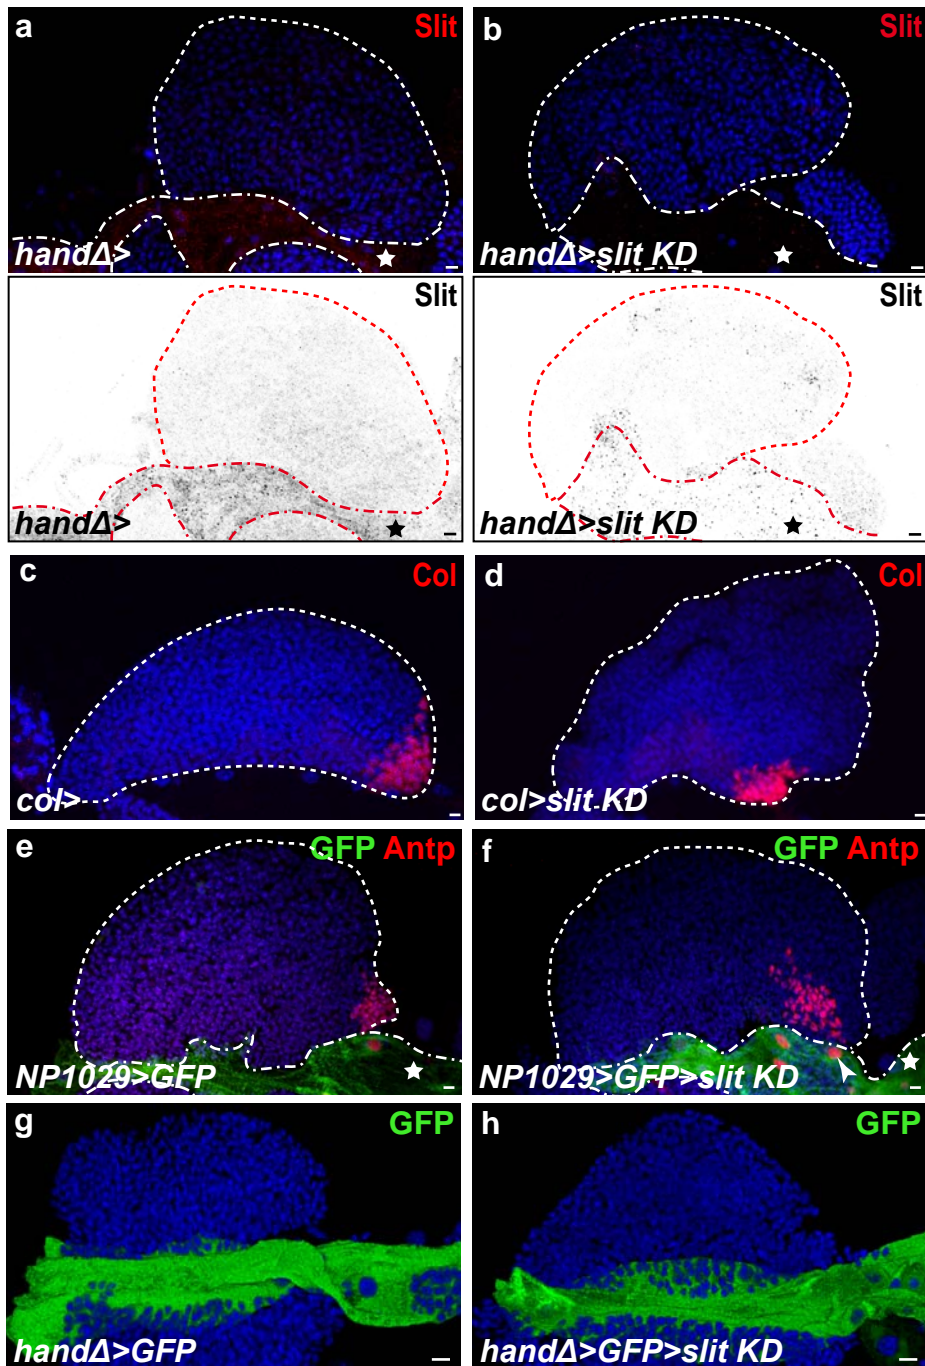 a Slit
handΔ>
b Slit
handΔ>slit KD
Slit
handΔ>
Slit
handΔ>slit KD
c Col
col>
d Col
col>slit KD
e GFP Antp
NP1029>GFP
f GFP Antp
NP1029>GFP>slit KD
g GFP
handΔ>GFP
h GFP
handΔ>GFP>slit KD